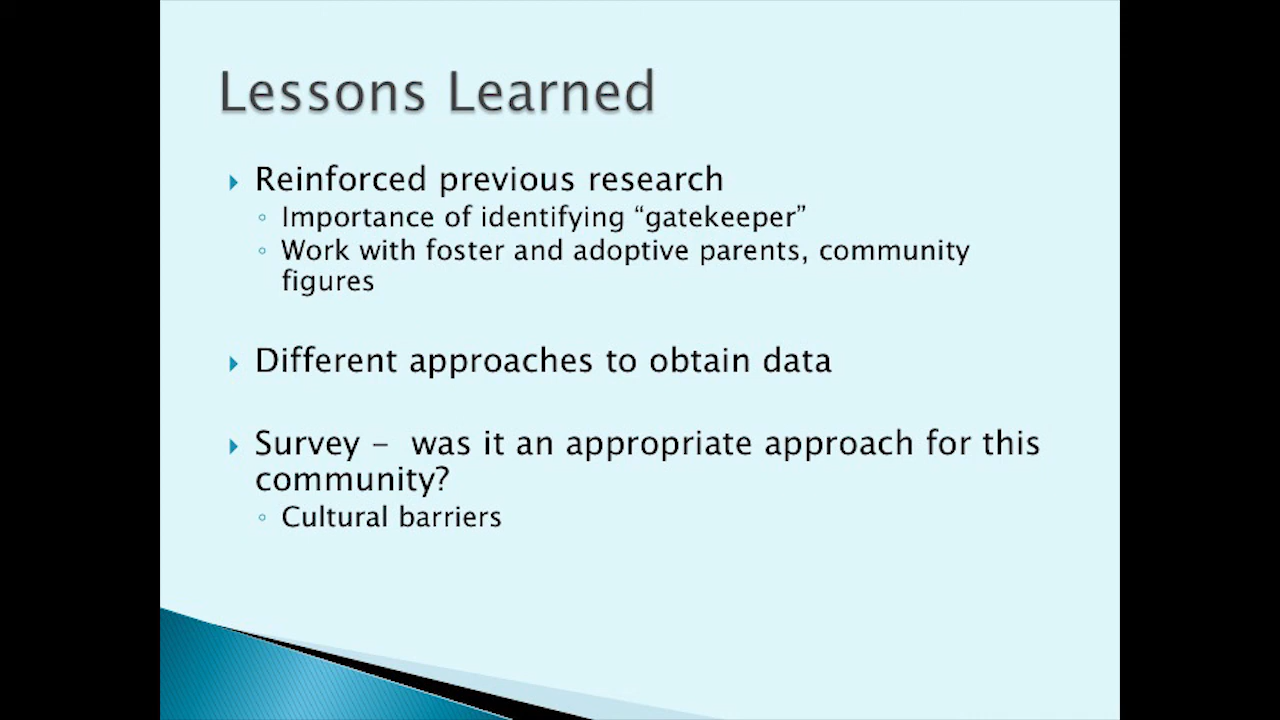 Lessons Learned
Reinforced previous research
Importance of identifying “gatekeeper”
Work with foster and adoptive parents, community
figures
Different approaches to obtain data
Survey – was it an appropriate approach for this
community?
Cultural barriers